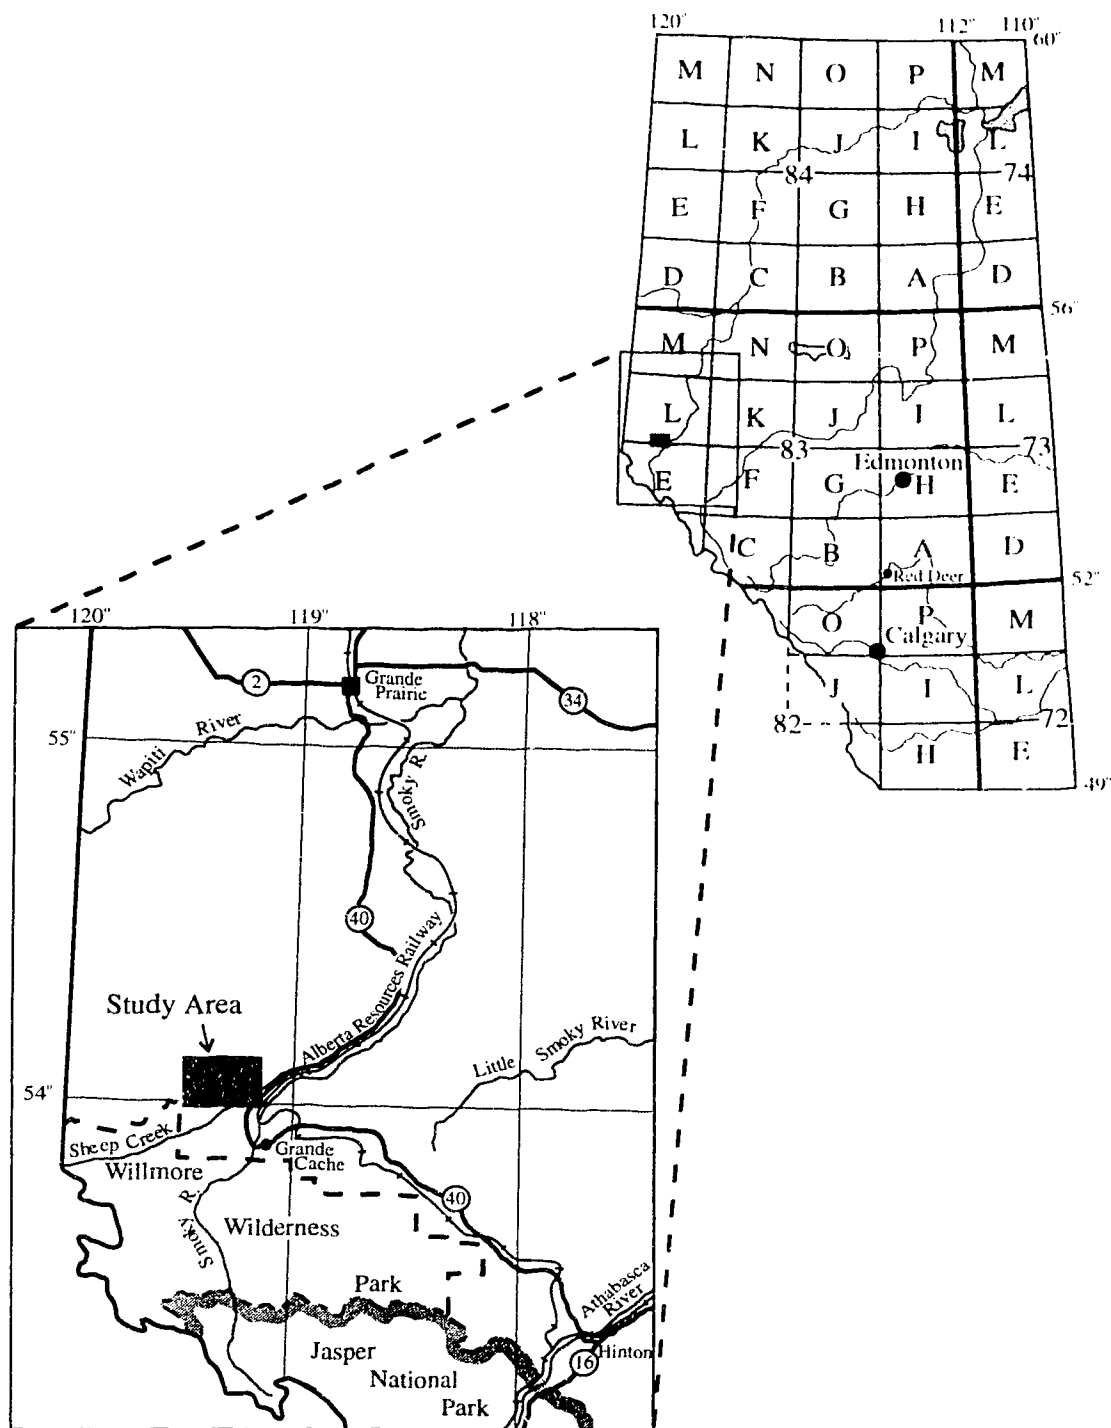 120° 112° 110°
60°
M N O P M
L K J I L
84 74
E F G H E
D C B A D
56°
M N O P M
L K J I L
83 73
Edmonton
E F G H E
C B A D
Red Deer
52°
O P M
Calgary
J I L
82 72
H E
49°
120° 119° 118°
2
Grande
Prairie
34
Wapiti River
55°
Smoky R.
40
Alberta Resources Railway
Study Area
Little Smoky River
54°
Sheep Creek
Grande
Cache
Willmore
Smoky R.
40
Wilderness
Park
Athabasca
River
Jasper
Hinton
16
National
Park